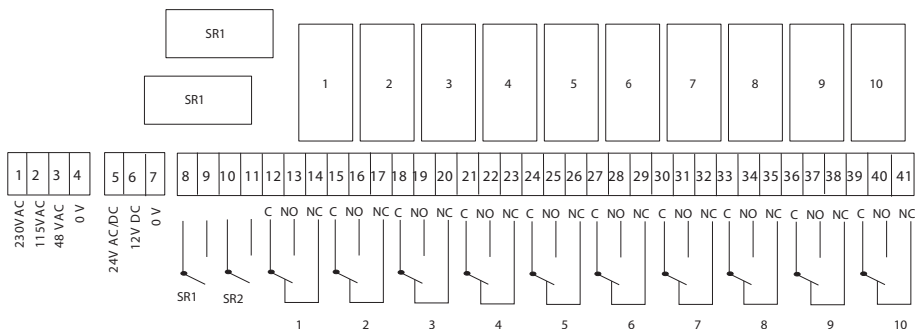 SR1
SR1
1 2 3 4 5 6 7 8 9 10
1 2 3 4 5 6 7 8 9 10 11 12 13 14 15 16 17 18 19 20 21 22 23 24 25 26 27 28 29 30 31 32 33 34 35 36 37 38 39 40 41
230VAC
115VAC
48 VAC
0 V
24V AC/DC
12V DC
0 V
C NO NC C NO NC C NO NC C NO NC C NO NC C NO NC C NO NC C NO NC C NO NC C NO NC
SR1 SR2
1 2 3 4 5 6 7 8 9 10